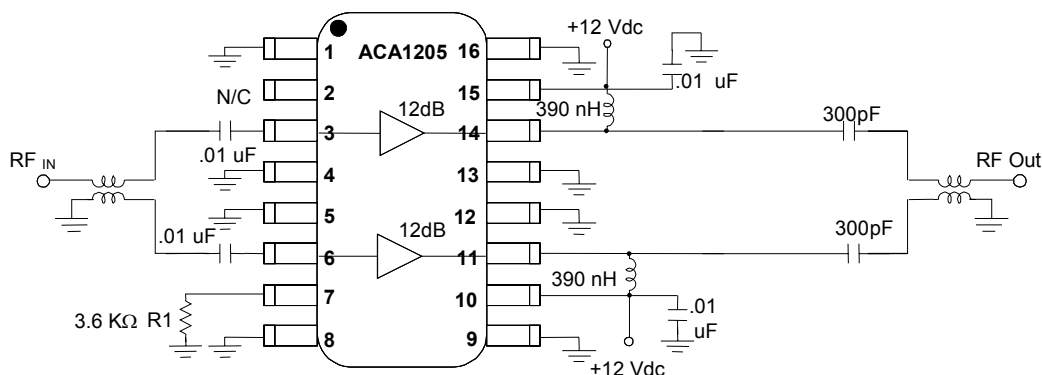 +12 Vdc
1
ACA1205
16
.01 uF
2
15
N/C
12dB
390 nH
3
14
300pF
.01 uF
RF IN
4
13
RF Out
5
12
.01 uF
12dB
300pF
6
11
390 nH
7
10
3.6 KΩ R1
.01
uF
8
9
+12 Vdc